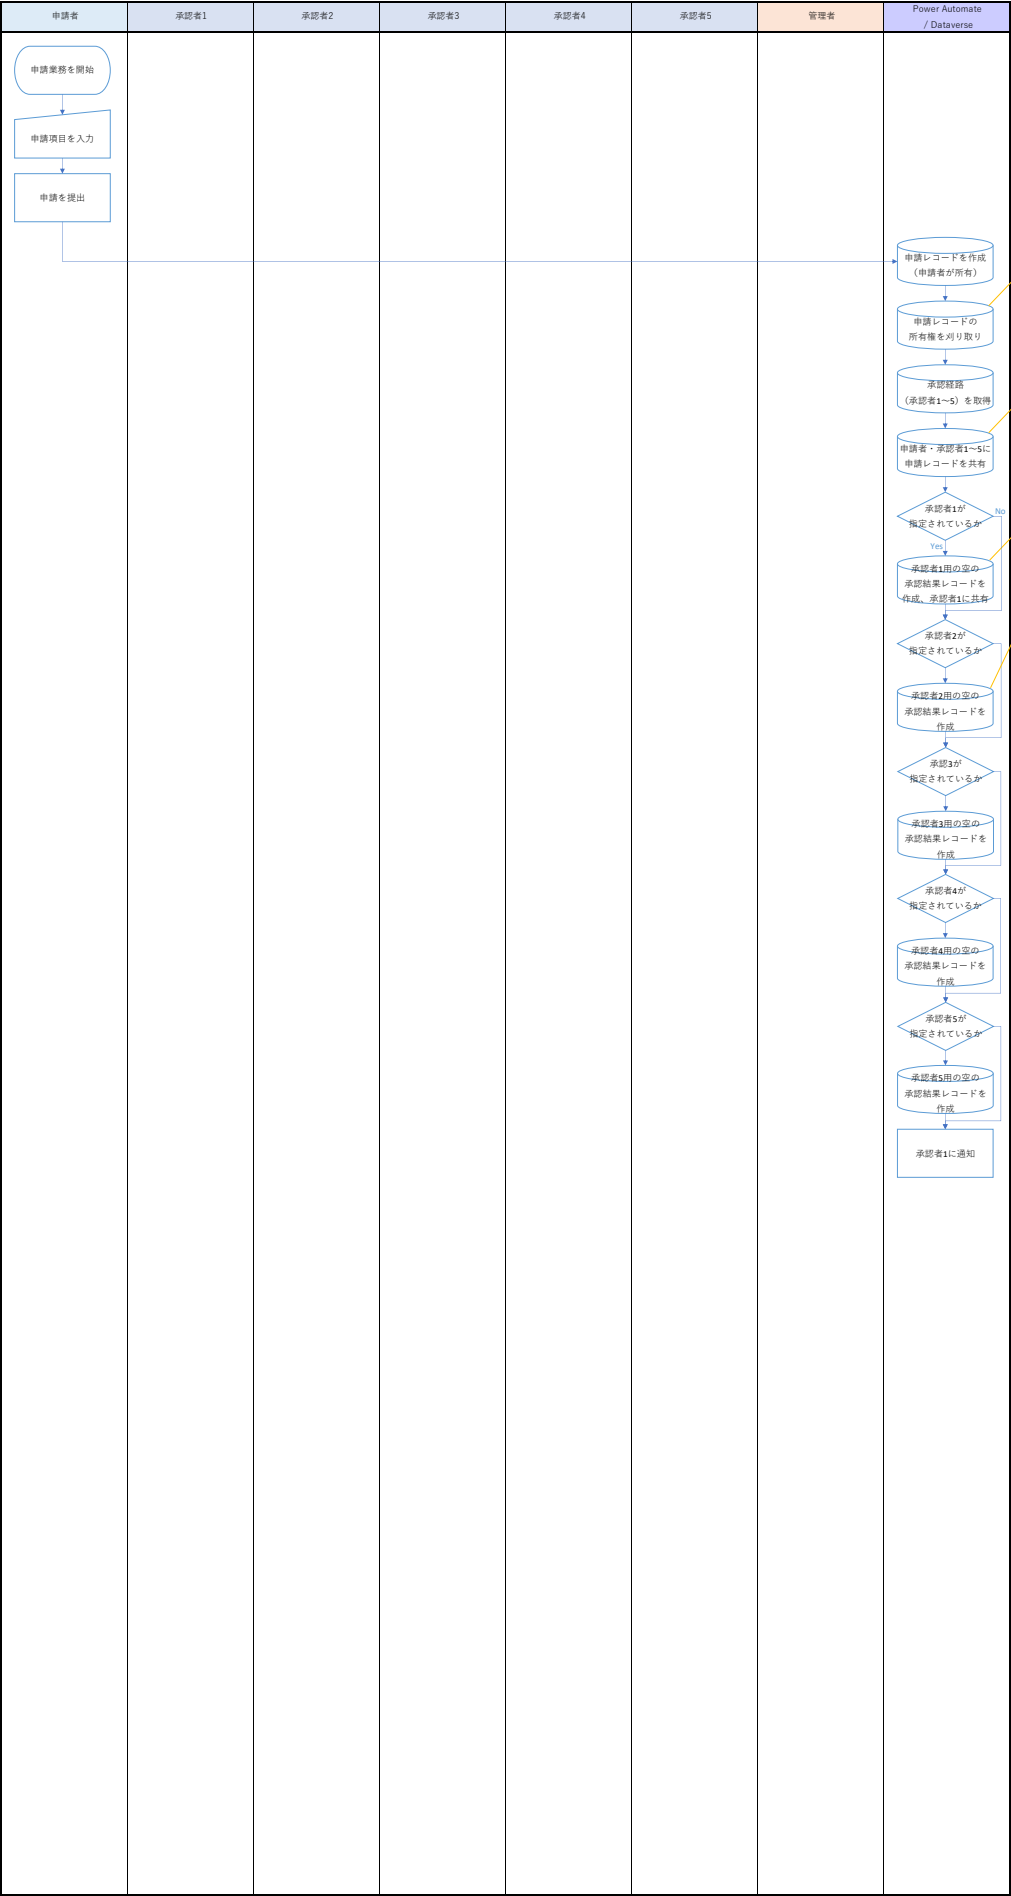 申請者
承認者1
承認者2
承認者3
承認者4
承認者5
管理者
Power Automate
/ Dataverse
申請業務を開始
申請項目を入力
申請を提出
申請レコードを作成
（申請者が所有）
申請レコードの
所有権を刈り取り
承認経路
（承認者1～5）を取得
申請者・承認者1～5に
申請レコードを共有
承認者1が
指定されているか
No
Yes
承認者1用の空の
承認結果レコードを
作成、承認者1に共有
承認者2が
指定されているか
承認者2用の空の
承認結果レコードを
作成
承認3が
指定されているか
承認者3用の空の
承認結果レコードを
作成
承認者4が
指定されているか
承認者4用の空の
承認結果レコードを
作成
承認者5が
指定されているか
承認者5用の空の
承認結果レコードを
作成
承認者1に通知